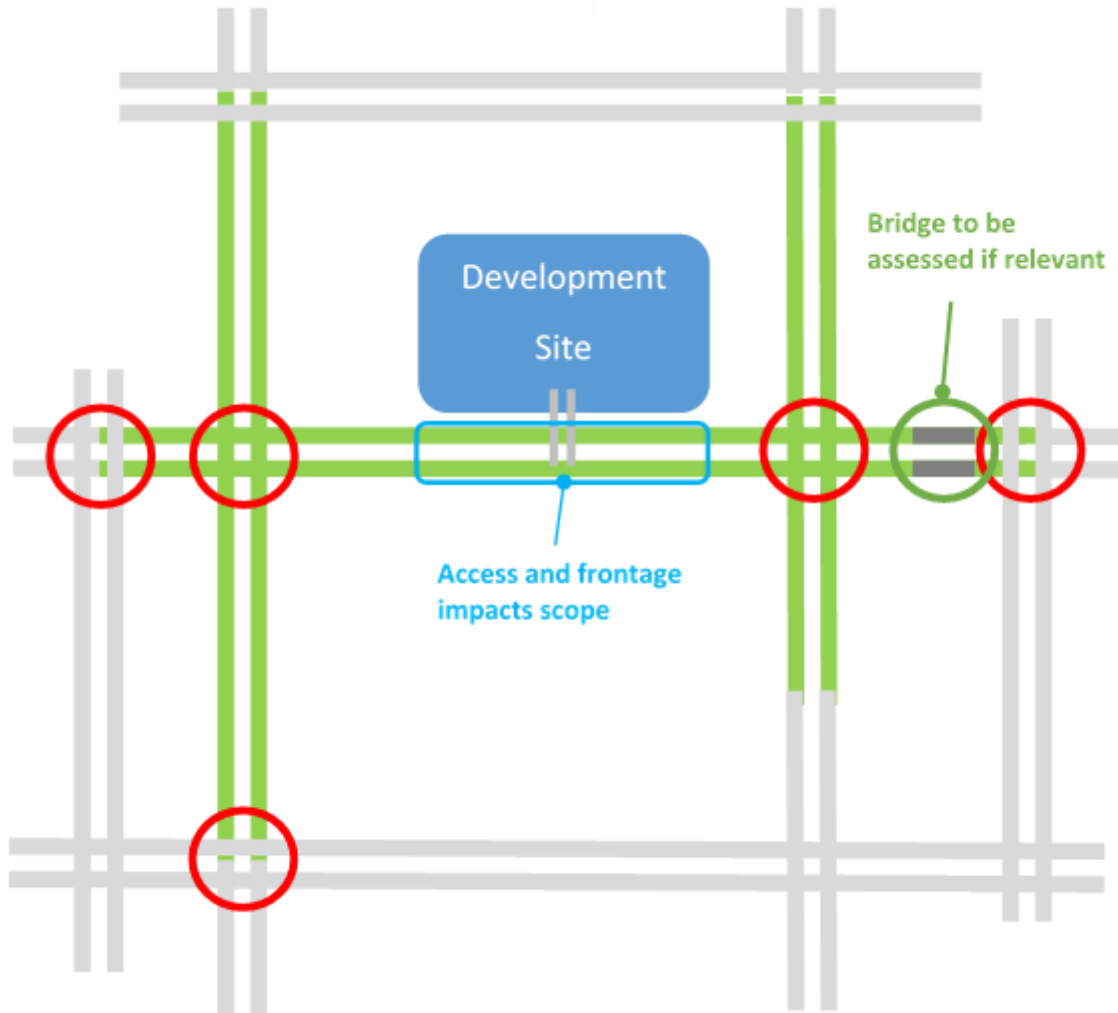 Bridge to be
assessed if relevant
Development
Site
Access and frontage
impacts scope